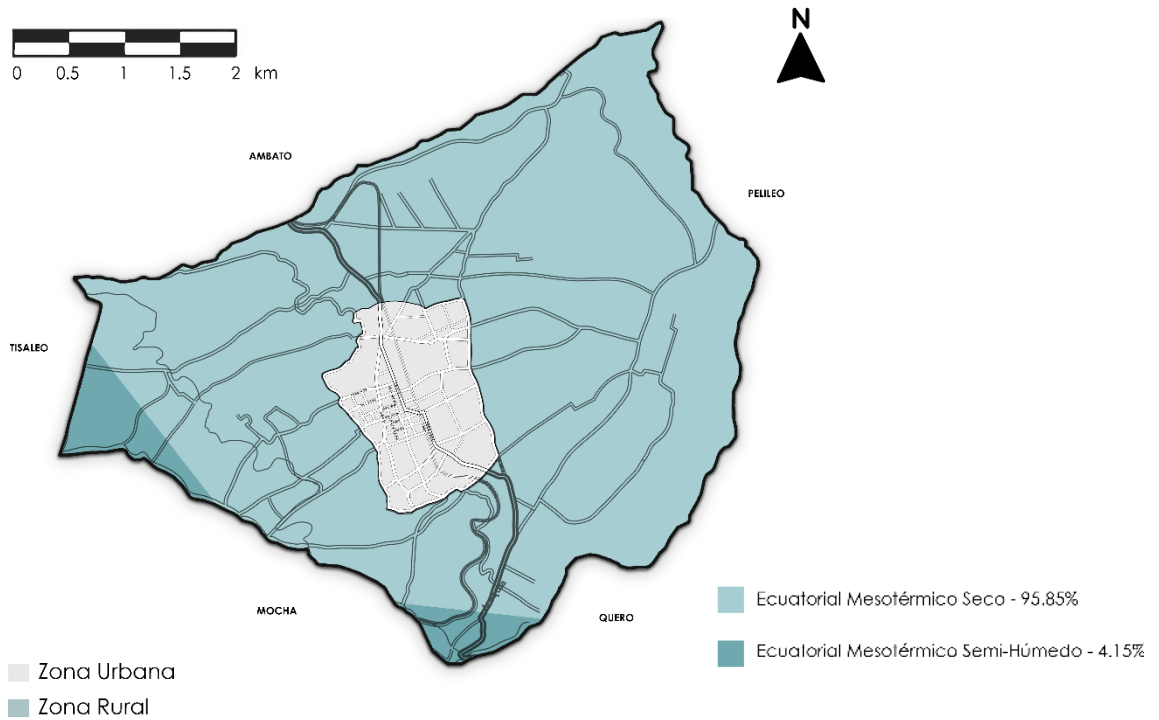 N
0 0.5 1 1.5 2 km
AMBATO
PELILEO
TISALEO
MOCHA
QUERO
Ecuatorial Mesotérmico Seco - 95.85%
Ecuatorial Mesotérmico Semi-Húmedo - 4.15%
Zona Urbana
Zona Rural